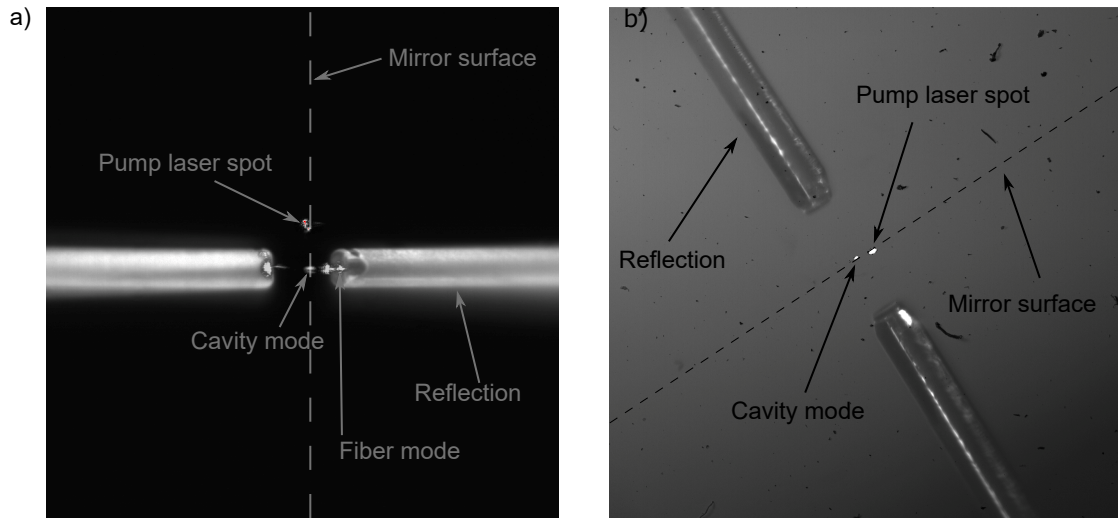 a)
Mirror surface
Pump laser spot
Cavity mode
Reflection
Fiber mode
b)
Pump laser spot
Reflection
Mirror surface
Cavity mode